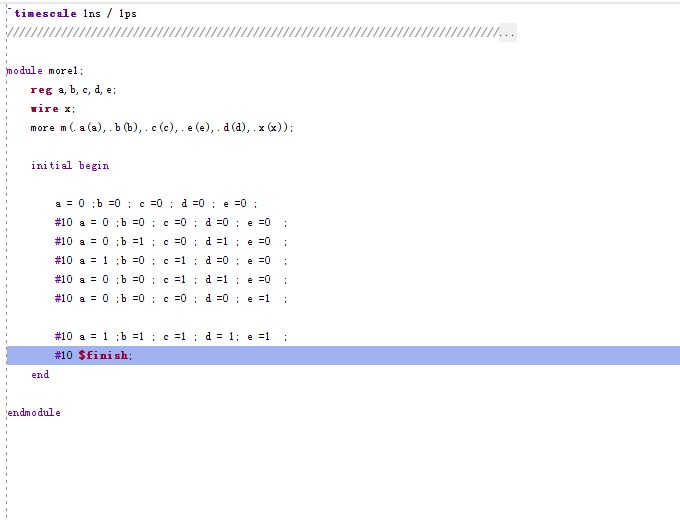 `timescale 1ns / 1ps
//////////////////////////////////////////////////////////////////////////////////...
module more1;
reg a,b,c,d,e;
wire x;
more m(.a(a),.b(b),.c(c),.e(e),.d(d),.x(x));
initial begin
a = 0 ;b =0 ; c =0 ; d =0 ; e =0 ;
#10 a = 0 ;b =0 ; c =0 ; d =0 ; e =0 ;
#10 a = 0 ;b =1 ; c =0 ; d =1 ; e =0 ;
#10 a = 1 ;b =0 ; c =1 ; d =0 ; e =0 ;
#10 a = 0 ;b =0 ; c =1 ; d =1 ; e =0 ;
#10 a = 0 ;b =0 ; c =0 ; d =0 ; e =1 ;
#10 a = 1 ;b =1 ; c =1 ; d = 1; e =1 ;
#10 $finish;
end
endmodule